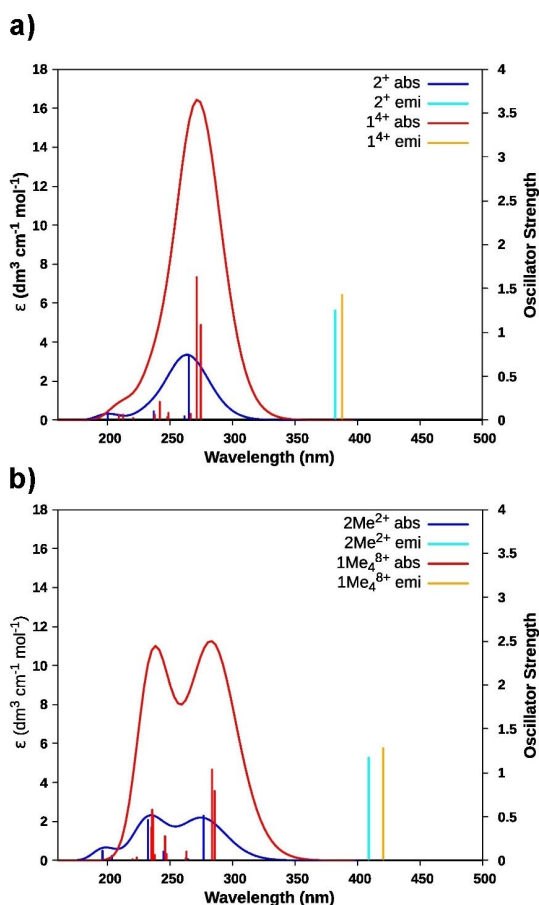 a)
18
16
14
12
10
8
6
4
2
0
ε (dm³ cm⁻¹ mol⁻¹)
2⁺ abs
2⁺ emi
1⁴⁺ abs
1⁴⁺ emi
4
3.5
3
2.5
2
1.5
1
0.5
0
Oscillator Strength
200 250 300 350 400 450 500
Wavelength (nm)
b)
18
16
14
12
10
8
6
4
2
0
ε (dm³ cm⁻¹ mol⁻¹)
2Me²⁺ abs
2Me²⁺ emi
1Me₄⁸⁺ abs
1Me₄⁸⁺ emi
4
3.5
3
2.5
2
1.5
1
0.5
0
Oscillator Strength
200 250 300 350 400 450 500
Wavelength (nm)